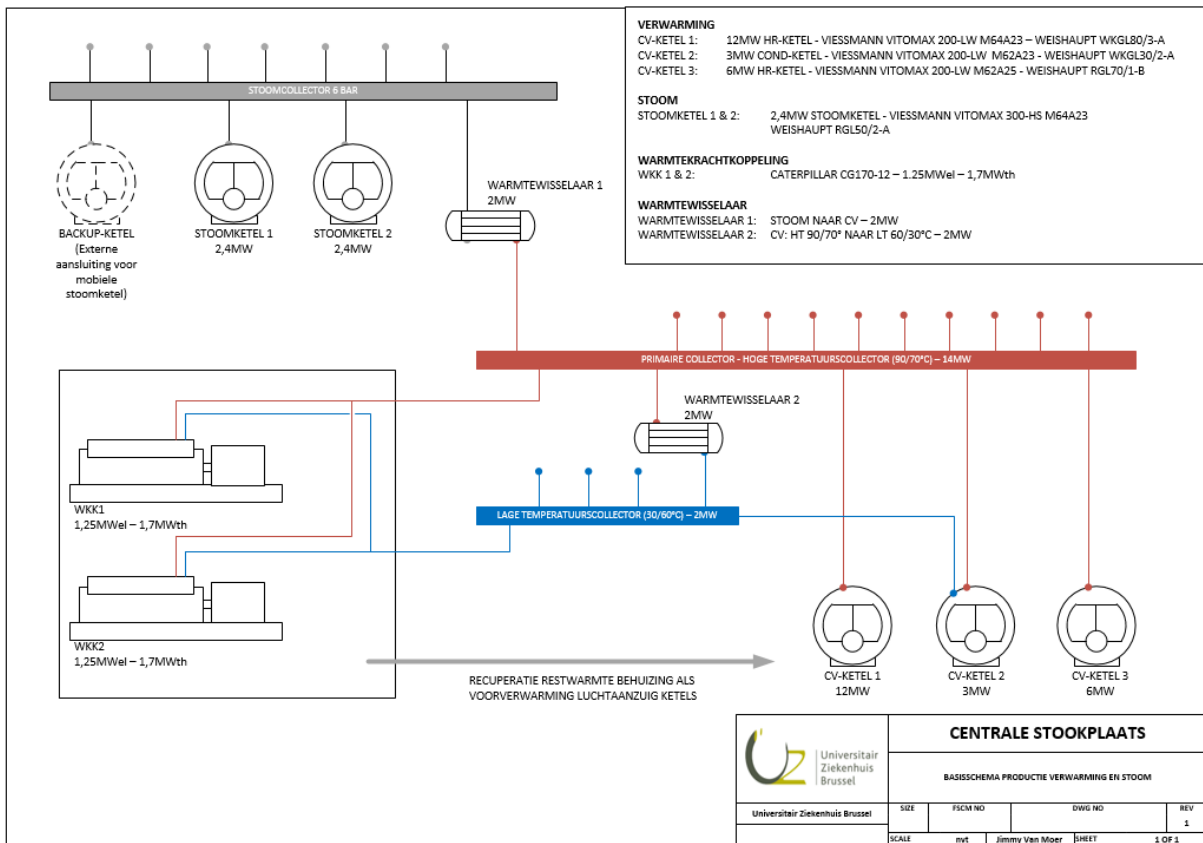 VERWARMING
CV-KETEL 1: 12MW HR-KETEL - VIESSMANN VITOMAX 200-LW M64A23 – WEISHAUPT WKGL80/3-A
CV-KETEL 2: 3MW COND-KETEL - VIESSMANN VITOMAX 200-LW M62A23 - WEISHAUPT WKGL30/2-A
CV-KETEL 3: 6MW HR-KETEL - VIESSMANN VITOMAX 200-LW M62A25 - WEISHAUPT RGL70/1-B
STOOM
STOOMKETEL 1 & 2: 2,4MW STOOMKETEL - VIESSMANN VITOMAX 300-HS M64A23
WEISHAUPT RGL50/2-A
WARMTEKRACHTKOPPELING
WKK 1 & 2: CATERPILLAR CG170-12 – 1.25MWel – 1,7MWth
WARMTEWISSELAAR
WARMTEWISSELAAR 1: STOOM NAAR CV – 2MW
WARMTEWISSELAAR 2: CV: HT 90/70° NAAR LT 60/30°C – 2MW
STOOMCOLLECTOR 6 BAR
BACKUP-KETEL
(Externe
aansluiting voor
mobiele
stoomketel)
STOOMKETEL 1
2,4MW
STOOMKETEL 2
2,4MW
WARMTEWISSELAAR 1
2MW
PRIMAIRE COLLECTOR - HOGE TEMPERATUURSCOLLECTOR (90/70°C) – 14MW
WARMTEWISSELAAR 2
2MW
LAGE TEMPERATUURSCOLLECTOR (30/60°C) – 2MW
WKK1
1,25MWel – 1,7MWth
WKK2
1,25MWel – 1,7MWth
RECUPERATIE RESTWARMTE BEHUIZING ALS
VOORVERWARMING LUCHTAANZUIG KETELS
CV-KETEL 1
12MW
CV-KETEL 2
3MW
CV-KETEL 3
6MW
UZ
Universitair
Ziekenhuis
Brussel
Universitair Ziekenhuis Brussel
CENTRALE STOOKPLAATS
BASISSCHEMA PRODUCTIE VERWARMING EN STOOM
SIZE FSCM NO DWG NO REV
1
SCALE nvt Jimmy Van Moer SHEET 1 OF 1